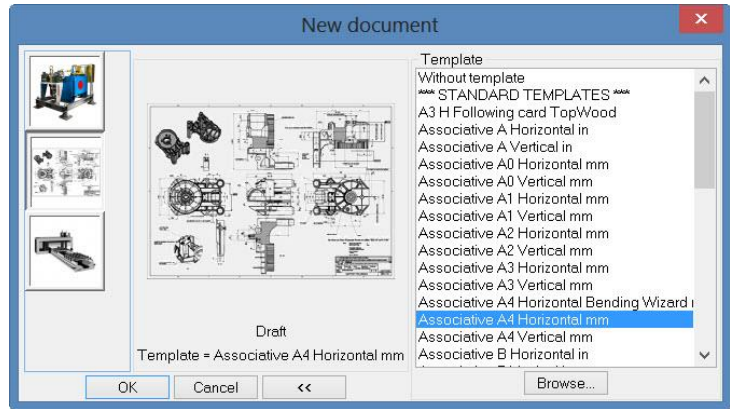 New document
Template
Without template
*** STANDARD TEMPLATES ***
A3 H Following card TopWood
Associative A Horizontal in
Associative A Vertical in
Associative A0 Horizontal mm
Associative A0 Vertical mm
Associative A1 Horizontal mm
Associative A1 Vertical mm
Associative A2 Horizontal mm
Associative A2 Vertical mm
Associative A3 Horizontal mm
Associative A3 Vertical mm
Associative A4 Horizontal Bending Wizard
Associative A4 Horizontal mm
Associative A4 Vertical mm
Associative B Horizontal in
Draft
Template = Associative A4 Horizontal mm
OK
Cancel
<<
Browse...